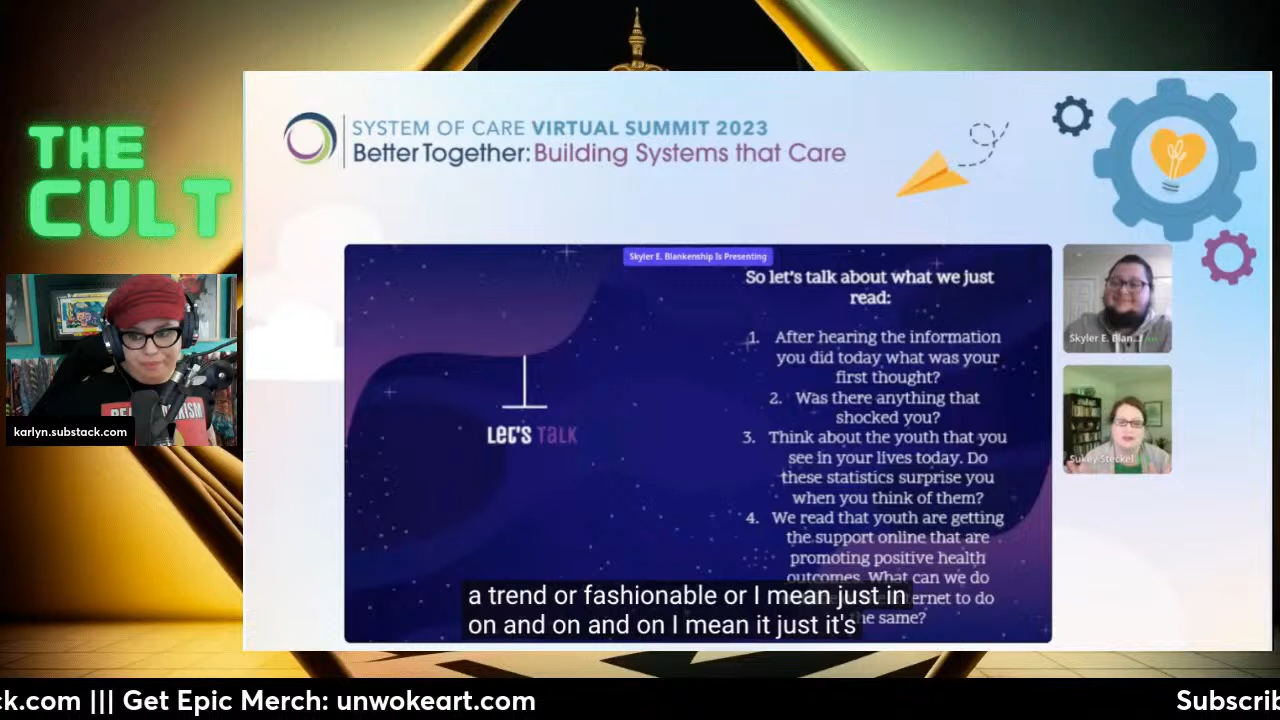 THE
CULT
karlyn.substack.com
SYSTEM OF CARE VIRTUAL SUMMIT 2023
Better Together: Building Systems that Care
Skyler E. Blankenship Is Presenting
LET'S TALK
So let's talk about what we just
read:
1. After hearing the information
you did today what was your
first thought?
2. Was there anything that
shocked you?
3. Think about the youth that you
see in your lives today. Do
these statistics surprise you
when you think of them?
4. We read that youth are getting
the support online that are
promoting positive health
outcomes. What can we do
ernet to do
the same?
a trend or fashionable or I mean just in
on and on and on I mean it just it's
Skyler E. Blan...
Sukey Steckel
ck.com ||| Get Epic Merch: unwokeart.com
Subscrib